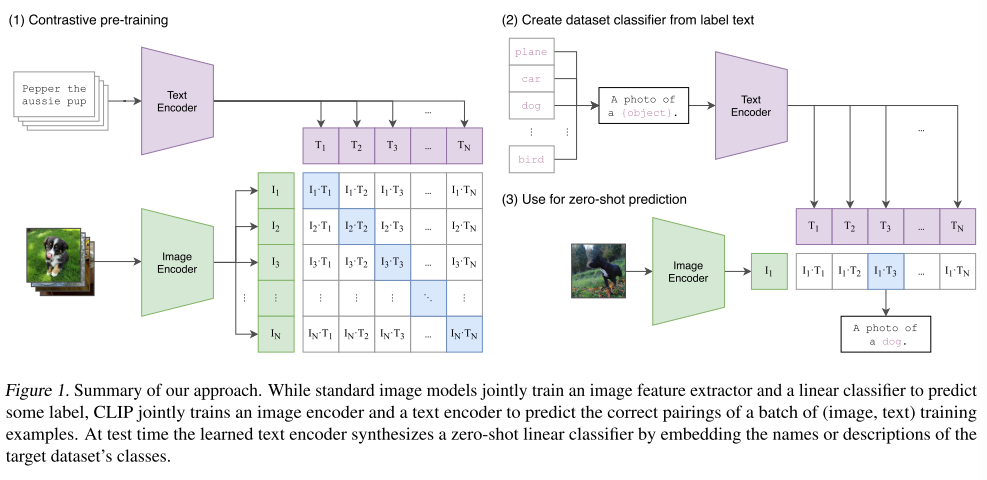 (1) Contrastive pre-training
Pepper the
aussie pup
Text
Encoder
...
T1 T2 T3 ... TN
I1 I1·T1 I1·T2 I1·T3 ... I1·TN
I2 I2·T1 I2·T2 I2·T3 ... I2·TN
I3 I3·T1 I3·T2 I3·T3 ... I3·TN
⋮ ⋮ ⋮ ⋮ ⋮ ⋱ ⋮
IN IN·T1 IN·T2 IN·T3 ... IN·TN
Image
Encoder
(2) Create dataset classifier from label text
plane
car
dog
⋮ ⋮
bird
A photo of
a {object}.
Text
Encoder
...
(3) Use for zero-shot prediction
Image
Encoder
T1 T2 T3 ... TN
I1 I1·T1 I1·T2 I1·T3 ... I1·TN
A photo of
a dog.
Figure 1. Summary of our approach. While standard image models jointly train an image feature extractor and a linear classifier to predict
some label, CLIP jointly trains an image encoder and a text encoder to predict the correct pairings of a batch of (image, text) training
examples. At test time the learned text encoder synthesizes a zero-shot linear classifier by embedding the names or descriptions of the
target dataset's classes.